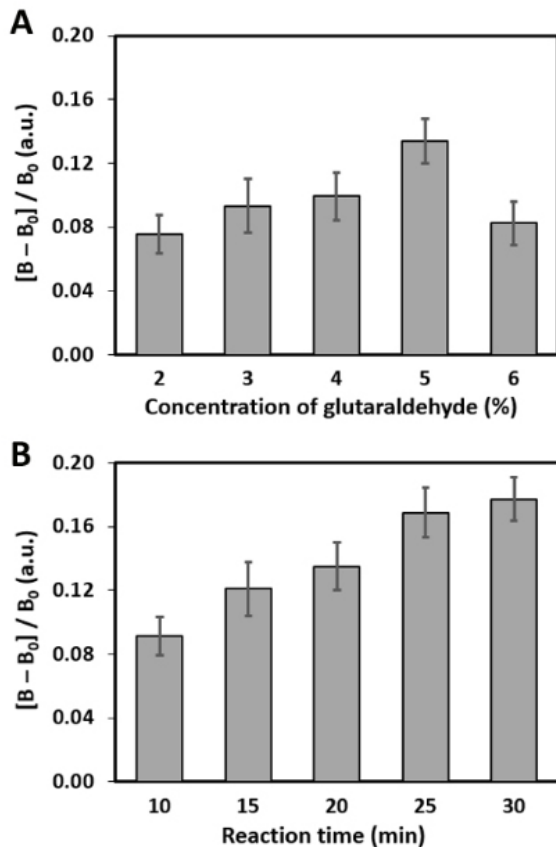 A
[B – B₀] / B₀ (a.u.)
0.20
0.16
0.12
0.08
0.04
0.00
2 3 4 5 6
Concentration of glutaraldehyde (%)
B
[B – B₀] / B₀ (a.u.)
0.20
0.16
0.12
0.08
0.04
0.00
10 15 20 25 30
Reaction time (min)